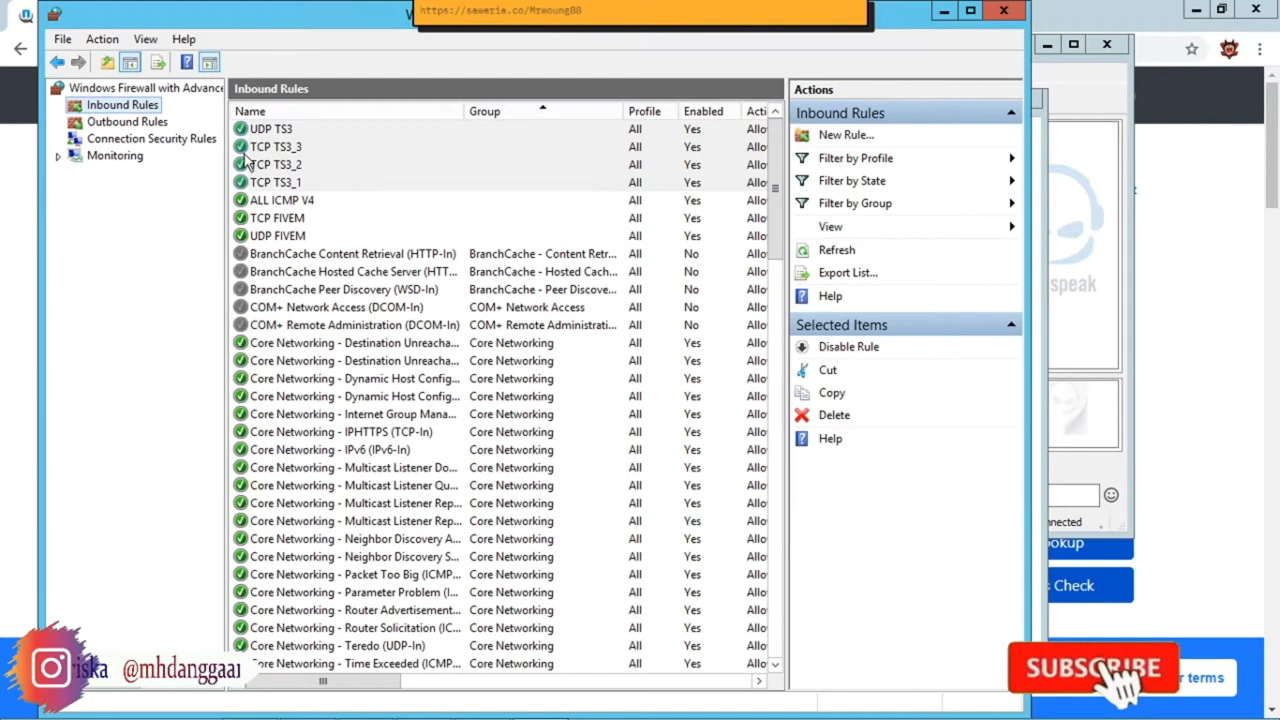 https://saweria.co/Mrwoung88
W
File Action View Help
Windows Firewall with Advance
Inbound Rules
Outbound Rules
Connection Security Rules
Monitoring
Inbound Rules
Name Group Profile Enabled Acti
UDP TS3 All Yes Allo
TCP TS3_3 All Yes Allo
TCP TS3_2 All Yes Allo
TCP TS3_1 All Yes Allo
ALL ICMP V4 All Yes Allo
TCP FIVEM All Yes Allo
UDP FIVEM All Yes Allo
BranchCache Content Retrieval (HTTP-In) BranchCache - Content Retr... All No Allo
BranchCache Hosted Cache Server (HTT... BranchCache - Hosted Cach... All No Allo
BranchCache Peer Discovery (WSD-In) BranchCache - Peer Discove... All No Allo
COM+ Network Access (DCOM-In) COM+ Network Access All No Allo
COM+ Remote Administration (DCOM-In) COM+ Remote Administrati... All No Allo
Core Networking - Destination Unreacha... Core Networking All Yes Allo
Core Networking - Destination Unreacha... Core Networking All Yes Allo
Core Networking - Dynamic Host Config... Core Networking All Yes Allo
Core Networking - Dynamic Host Config... Core Networking All Yes Allo
Core Networking - Internet Group Mana... Core Networking All Yes Allo
Core Networking - IPHTTPS (TCP-In) Core Networking All Yes Allo
Core Networking - IPv6 (IPv6-In) Core Networking All Yes Allo
Core Networking - Multicast Listener Do... Core Networking All Yes Allo
Core Networking - Multicast Listener Qu... Core Networking All Yes Allo
Core Networking - Multicast Listener Rep... Core Networking All Yes Allo
Core Networking - Multicast Listener Rep... Core Networking All Yes Allo
Core Networking - Neighbor Discovery A... Core Networking All Yes Allo
Core Networking - Neighbor Discovery S... Core Networking All Yes Allo
Core Networking - Packet Too Big (ICMP... Core Networking All Yes Allo
Core Networking - Parameter Problem (I... Core Networking All Yes Allo
Core Networking - Router Advertisement... Core Networking All Yes Allo
Core Networking - Router Solicitation (IC... Core Networking All Yes Allo
Core Networking - Teredo (UDP-In) Core Networking All Yes Allo
Core Networking - Time Exceeded (ICMP... Core Networking All Yes Allo
Actions
Inbound Rules
New Rule...
Filter by Profile
Filter by State
Filter by Group
View
Refresh
Export List...
Help
Selected Items
Disable Rule
Cut
Copy
Delete
Help
speak
nnected
ookup
s Check
r terms
riska @mhdanggaar
SUBSCRIBE